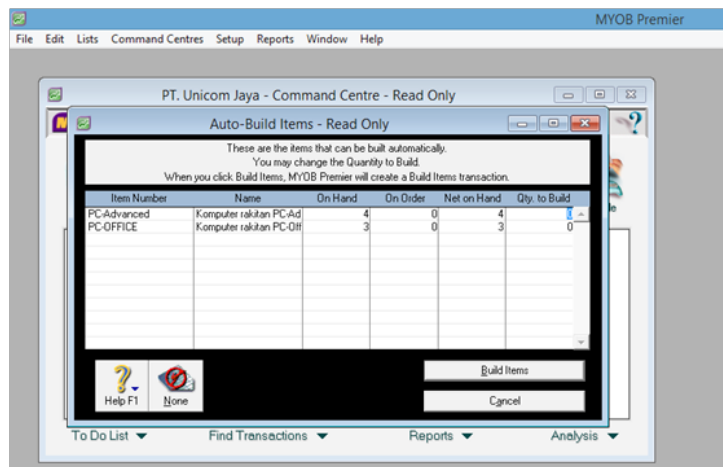 MYOB Premier
File Edit Lists Command Centres Setup Reports Window Help
PT. Unicom Jaya - Command Centre - Read Only
Auto-Build Items - Read Only
These are the items that can be built automatically.
You may change the Quantity to Build.
When you click Build Items, MYOB Premier will create a Build Items transaction.
Item Number Name On Hand On Order Net on Hand Qty. to Build
PC-Advanced Komputer rakitan PC-Ad 4 0 4 0
PC-OFFICE Komputer rakitan PC-Off 3 0 3 0
Help F1 None
Build Items
Cancel
To Do List Find Transactions Reports Analysis